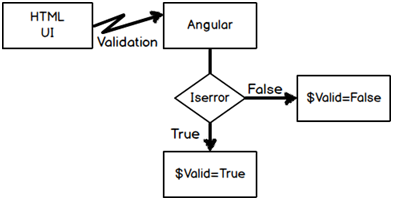 HTML
UI
Validation
Angular
Iserror
False
$Valid=False
True
$Valid=True